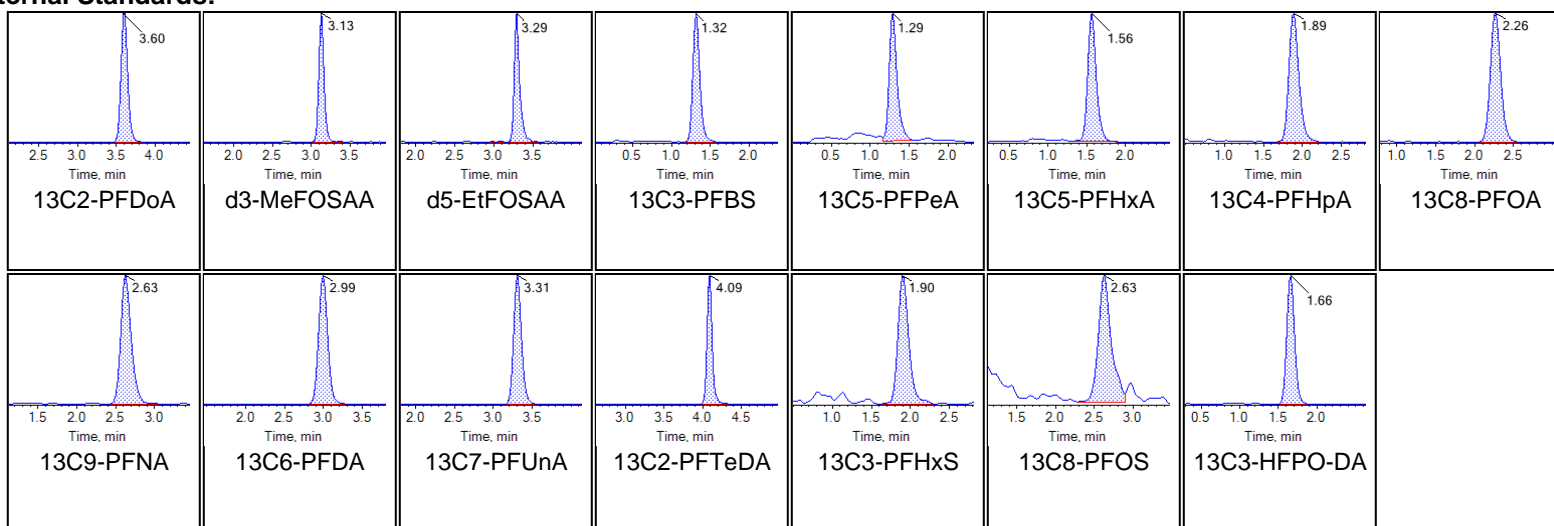 ternal Standards:
3.60
3.13
3.29
1.32
1.29
1.56
1.89
2.26
2.5 3.0 3.5 4.0
2.0 2.5 3.0 3.5
2.0 2.5 3.0 3.5
0.5 1.0 1.5 2.0
0.5 1.0 1.5 2.0
0.5 1.0 1.5 2.0
1.0 1.5 2.0 2.5
1.0 1.5 2.0 2.5
Time, min Time, min Time, min Time, min Time, min Time, min Time, min Time, min
13C2-PFDoA d3-MeFOSAA d5-EtFOSAA 13C3-PFBS 13C5-PFPeA 13C5-PFHxA 13C4-PFHpA 13C8-PFOA
2.63
2.99
3.31
4.09
1.90
2.63
1.66
1.5 2.0 2.5 3.0
2.0 2.5 3.0 3.5
2.0 2.5 3.0 3.5
3.0 3.5 4.0 4.5
1.0 1.5 2.0 2.5
1.5 2.0 2.5 3.0
0.5 1.0 1.5 2.0
Time, min Time, min Time, min Time, min Time, min Time, min Time, min
13C9-PFNA 13C6-PFDA 13C7-PFUnA 13C2-PFTeDA 13C3-PFHxS 13C8-PFOS 13C3-HFPO-DA